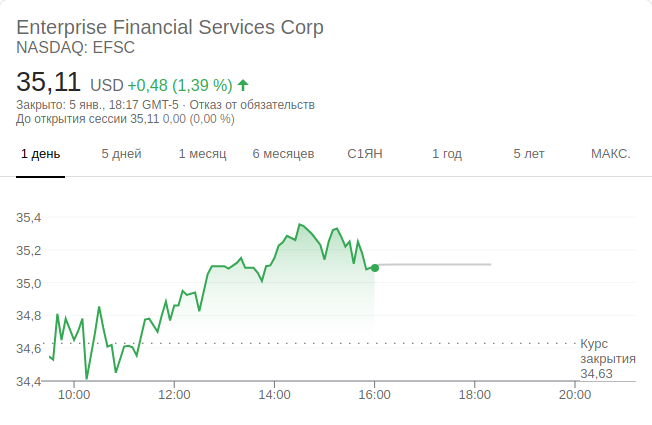 Enterprise Financial Services Corp
NASDAQ: EFSC
35,11 USD +0,48 (1,39 %)
Закрыто: 5 янв., 18:17 GMT-5 · Отказ от обязательств
До открытия сессии 35,11 0,00 (0,00 %)
1 день 5 дней 1 месяц 6 месяцев С1ЯН 1 год 5 лет МАКС.
35,4
35,2
35,0
34,8
34,6
34,4
Курс
закрытия
34,63
10:00 12:00 14:00 16:00 18:00 20:00